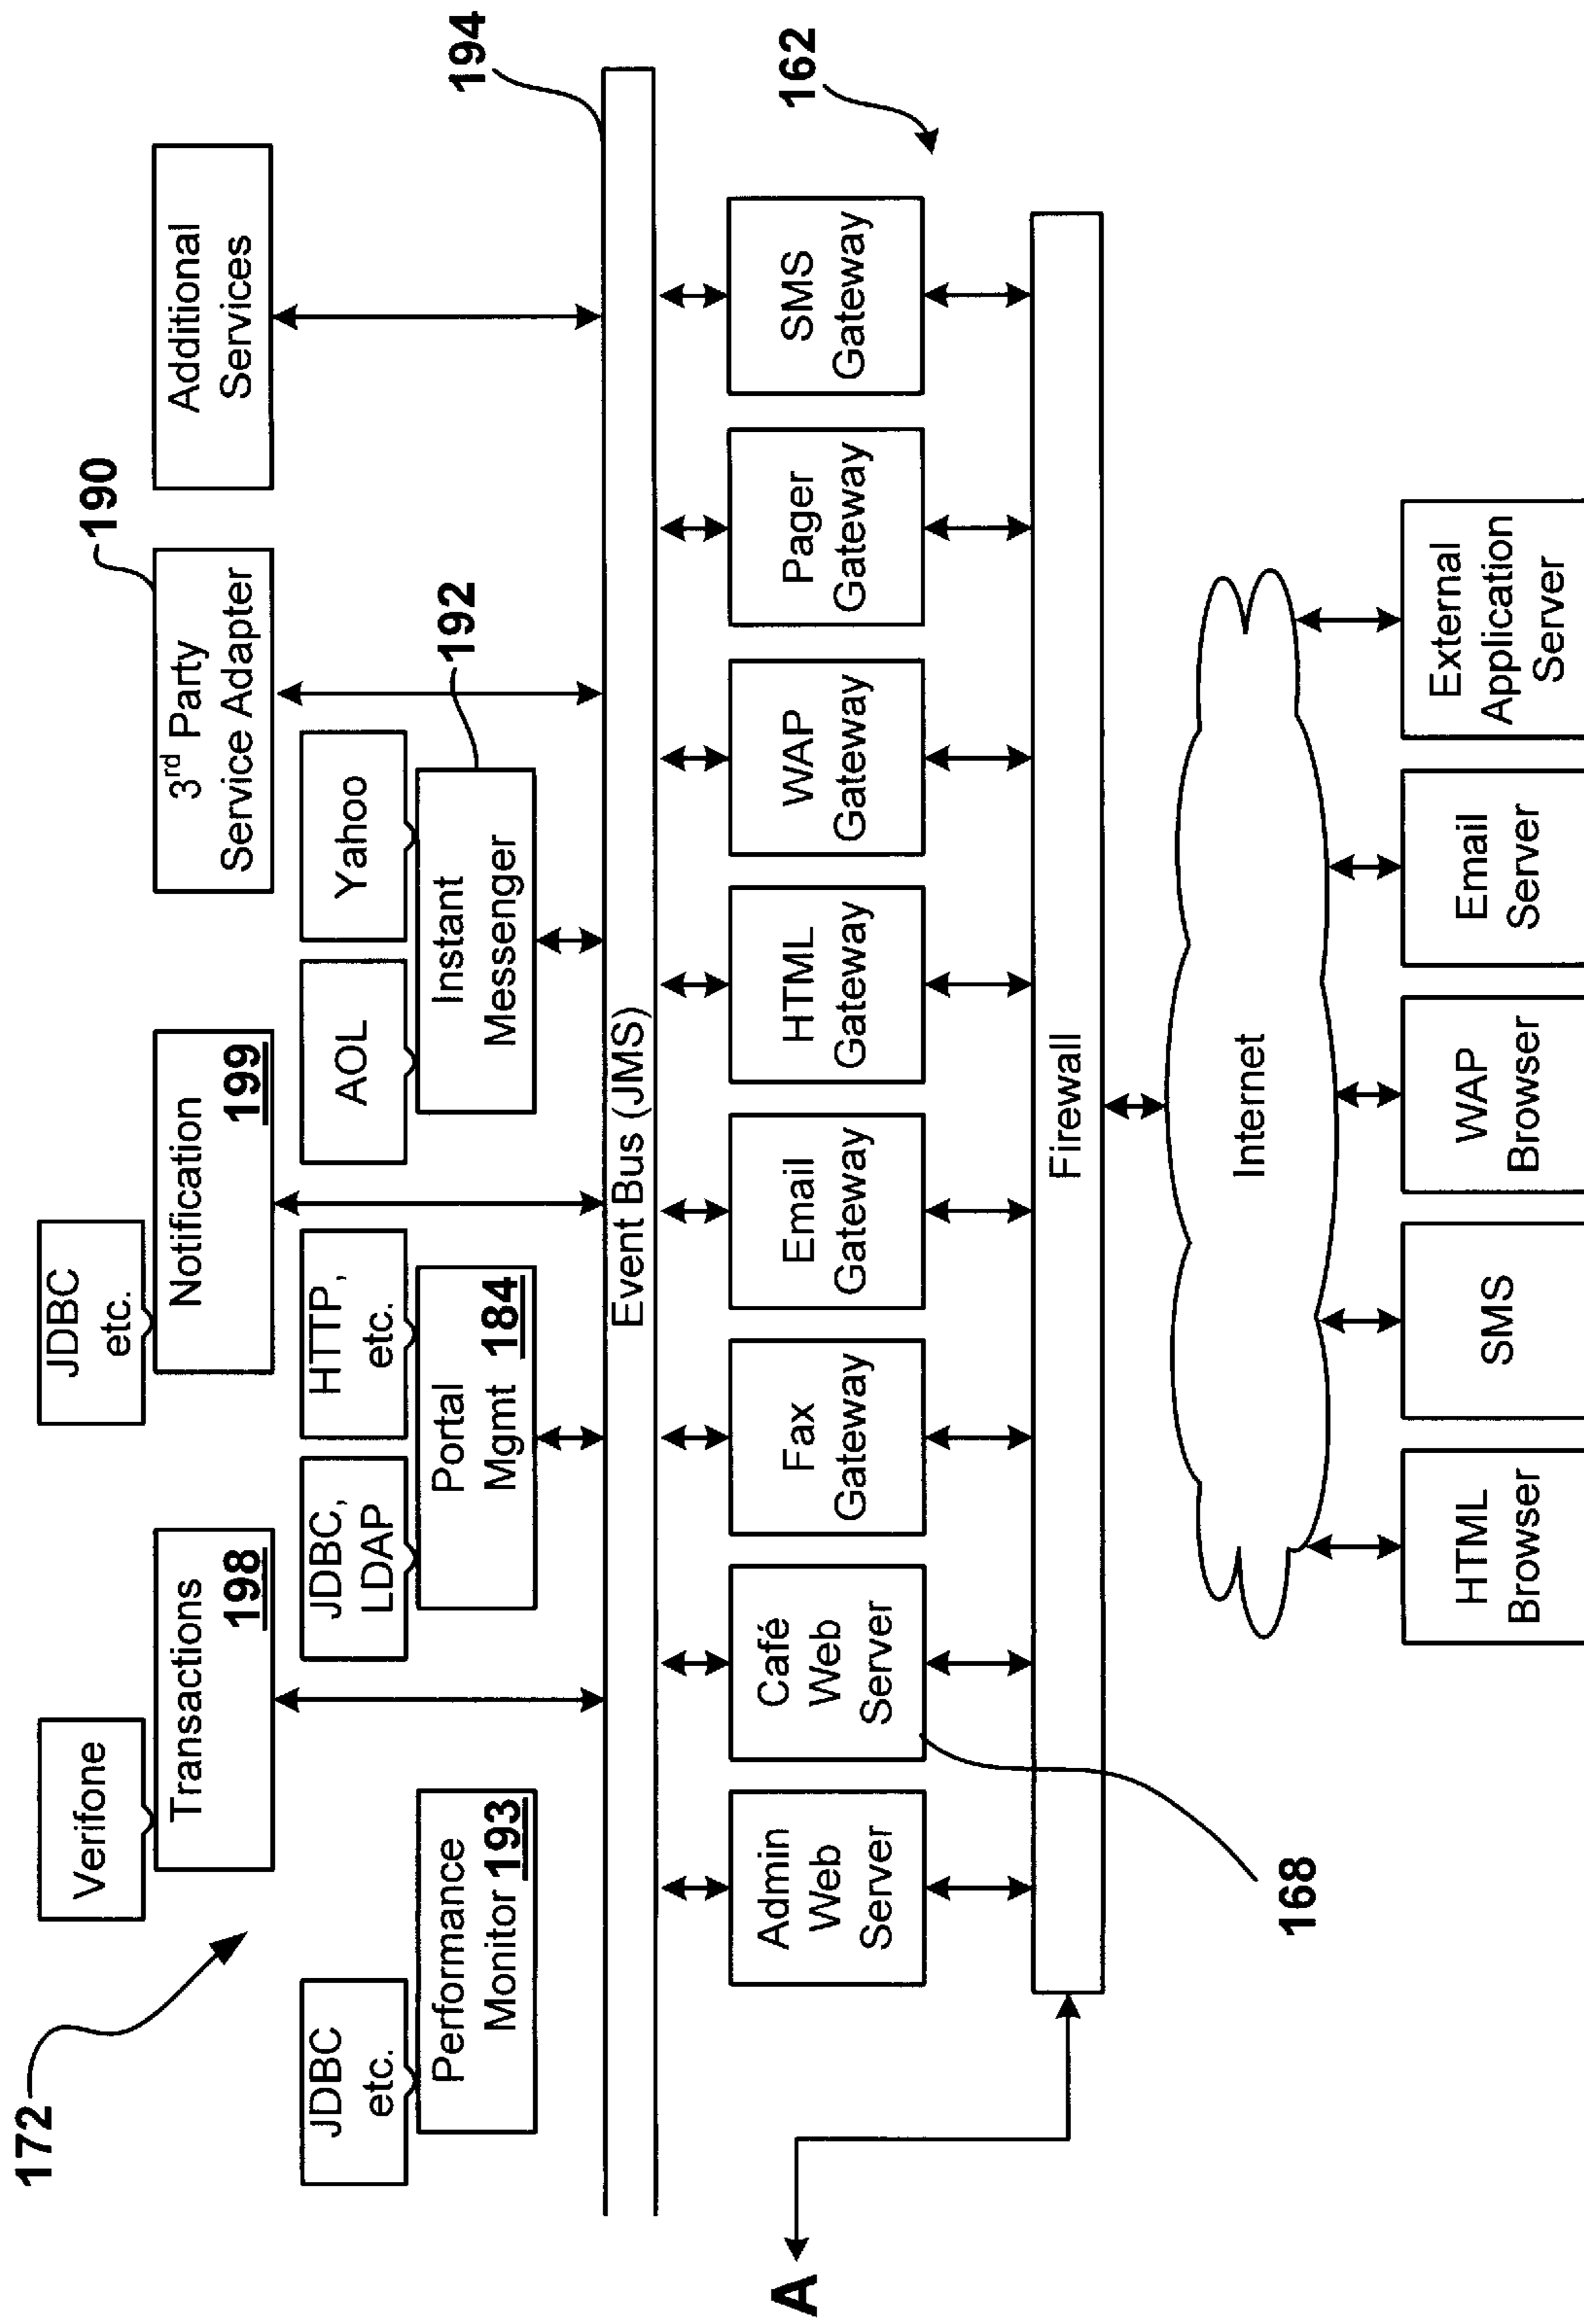 172
Verifone
Transactions
198
JDBC
etc.
Notification
199
190
3rd Party
Service Adapter
Additional
Services
JDBC
etc.
Performance
Monitor 193
JDBC,
LDAP
HTTP,
etc.
Portal
Mgmt 184
AOL
Yahoo
Instant
Messenger
192
194
Event Bus (JMS)
162
Admin
Web
Server
Café
Web
Server
Fax
Gateway
Email
Gateway
HTML
Gateway
WAP
Gateway
Pager
Gateway
SMS
Gateway
A
Firewall
168
Internet
HTML
Browser
SMS
WAP
Browser
Email
Server
External
Application
Server